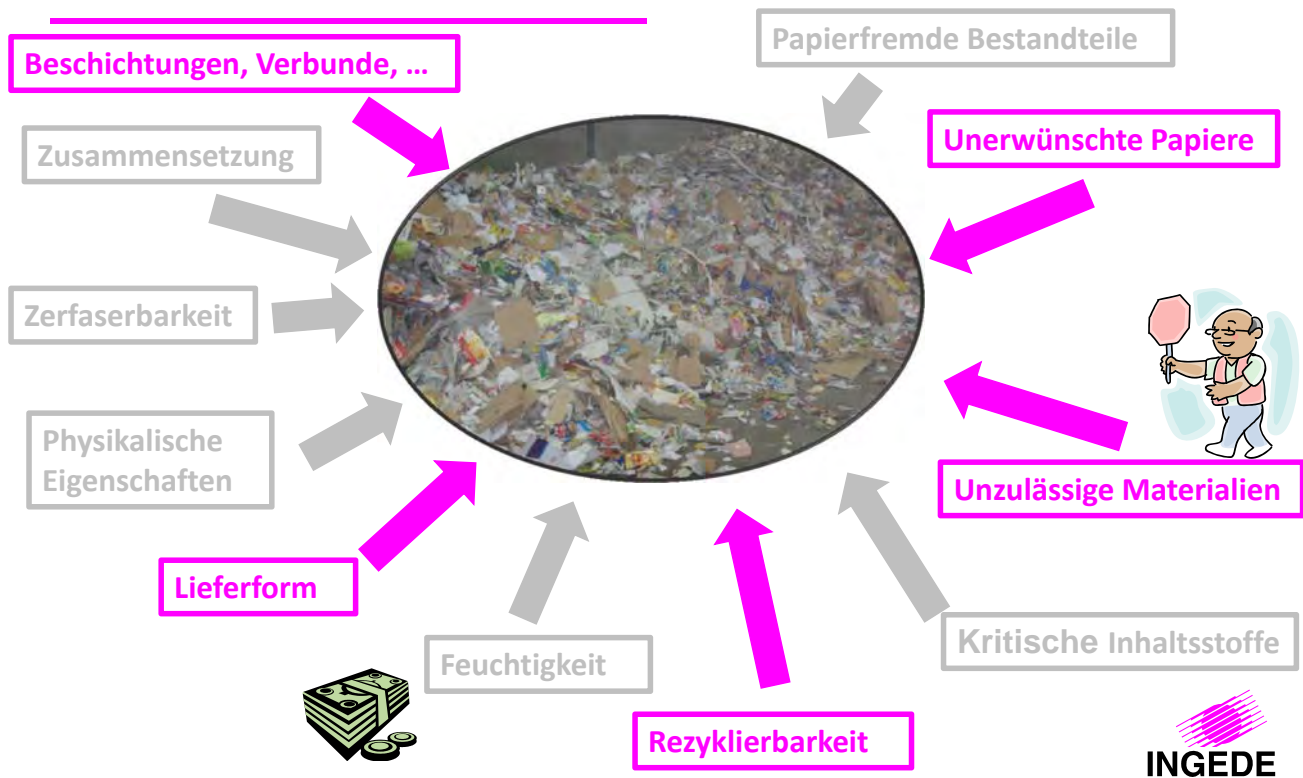 Beschichtungen, Verbunde, ...
Papierfremde Bestandteile
Zusammensetzung
Unerwünschte Papiere
Zerfaserbarkeit
Physikalische
Eigenschaften
Unzulässige Materialien
Lieferform
Kritische Inhaltsstoffe
Feuchtigkeit
Rezyklierbarkeit
INGEDE